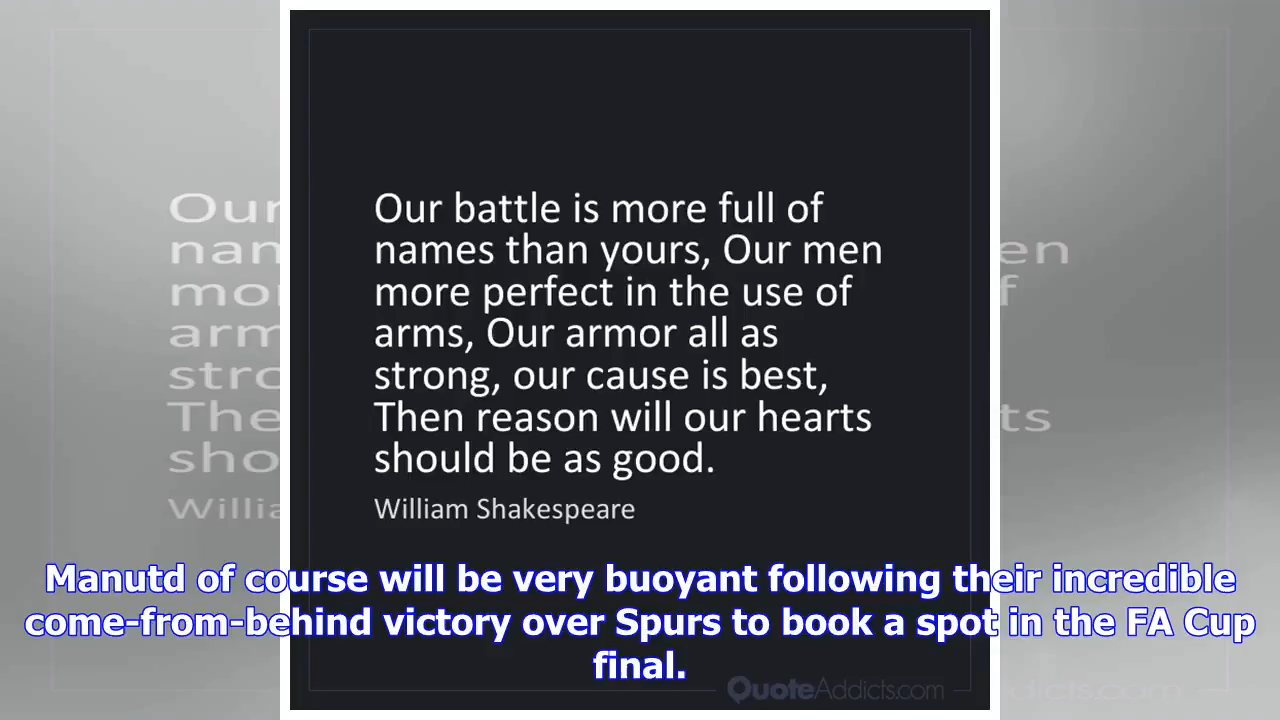 Our battle is more full of
names than yours, Our men
more perfect in the use of
arms, Our armor all as
strong, our cause is best,
Then reason will our hearts
should be as good.
William Shakespeare
Manutd of course will be very buoyant following their incredible
come-from-behind victory over Spurs to book a spot in the FA Cup
final.
QuoteAddicts.com